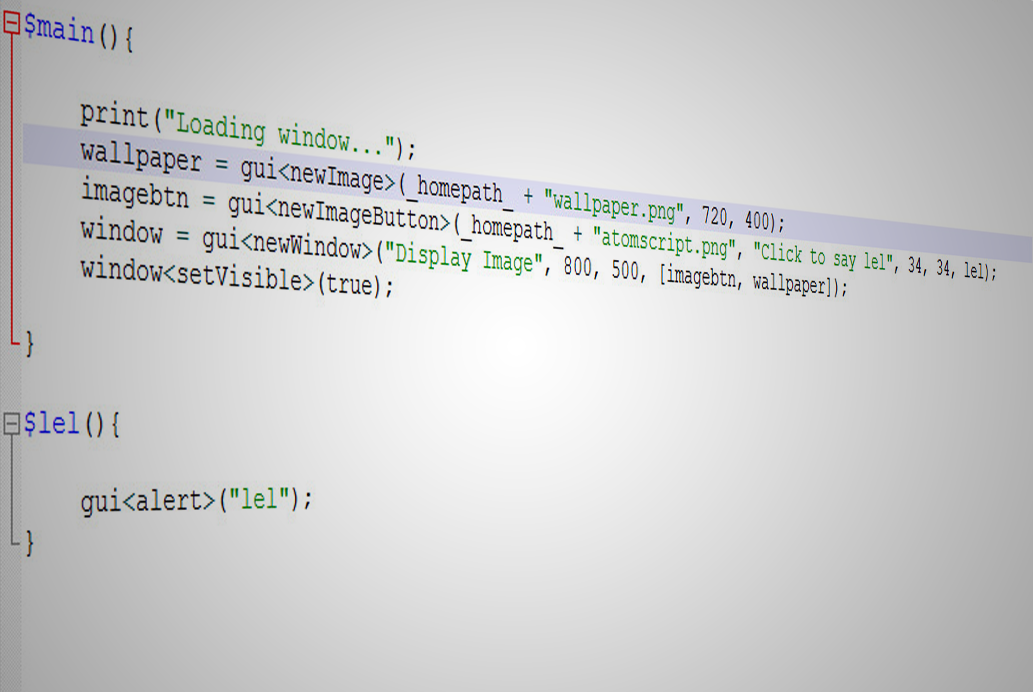 $main(){
print("Loading window...");
wallpaper = gui<newImage>(_homepath_ + "wallpaper.png", 720, 400);
imagebtn = gui<newImageButton>(_homepath_ + "atomscript.png", "Click to say lel", 34, 34, lel);
window = gui<newWindow>("Display Image", 800, 500, [imagebtn, wallpaper]);
window<setVisible>(true);
}
$lel(){
gui<alert>("lel");
}